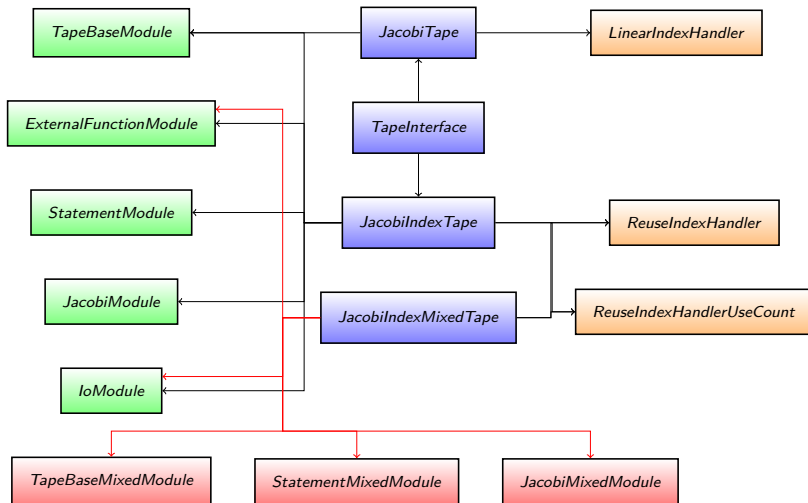 TapeBaseModule
JacobiTape
LinearIndexHandler
ExternalFunctionModule
TapeInterface
StatementModule
JacobiIndexTape
ReuseIndexHandler
JacobiModule
JacobiIndexMixedTape
ReuseIndexHandlerUseCount
IoModule
TapeBaseMixedModule
StatementMixedModule
JacobiMixedModule